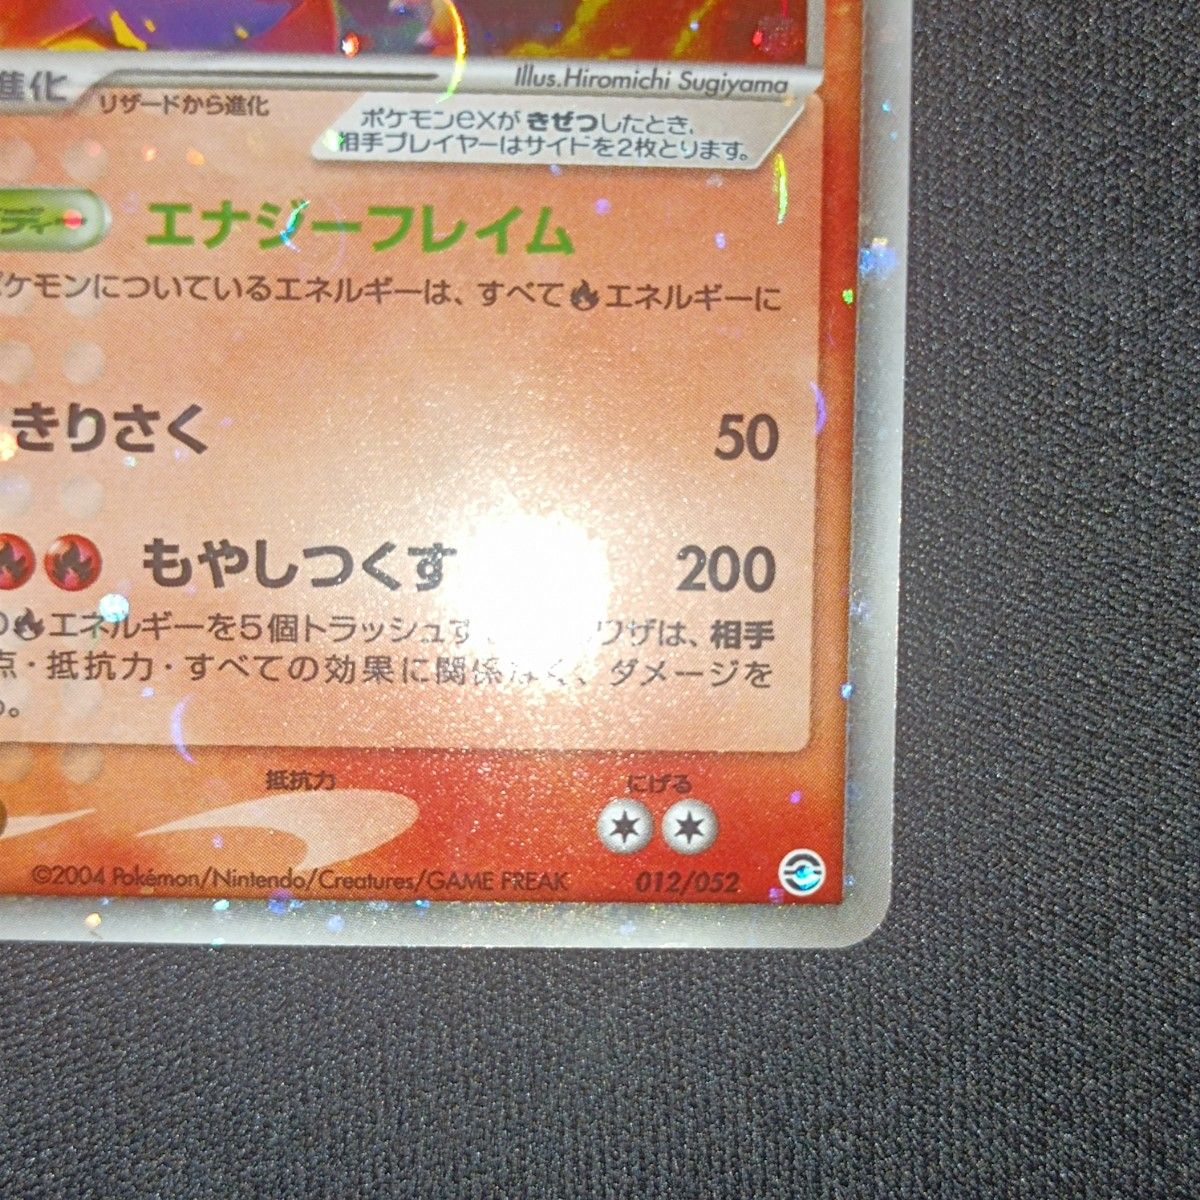 進化
Illus.Hiromichi Sugiyama
リザードから進化
ポケモンexが きぜつしたとき、
相手プレイヤーはサイドを2枚とります。
ディー
エナジーフレイム
ポケモンについているエネルギーは、すべてエネルギーに
きりさく
50
もやしつくす
200
エネルギーを5個トラッシュす ワザは、相手
点・抵抗力・すべての効果に関係なく、ダメージを
。
抵抗力
にげる
©2004 Pokémon/Nintendo/Creatures/GAME FREAK
012/052